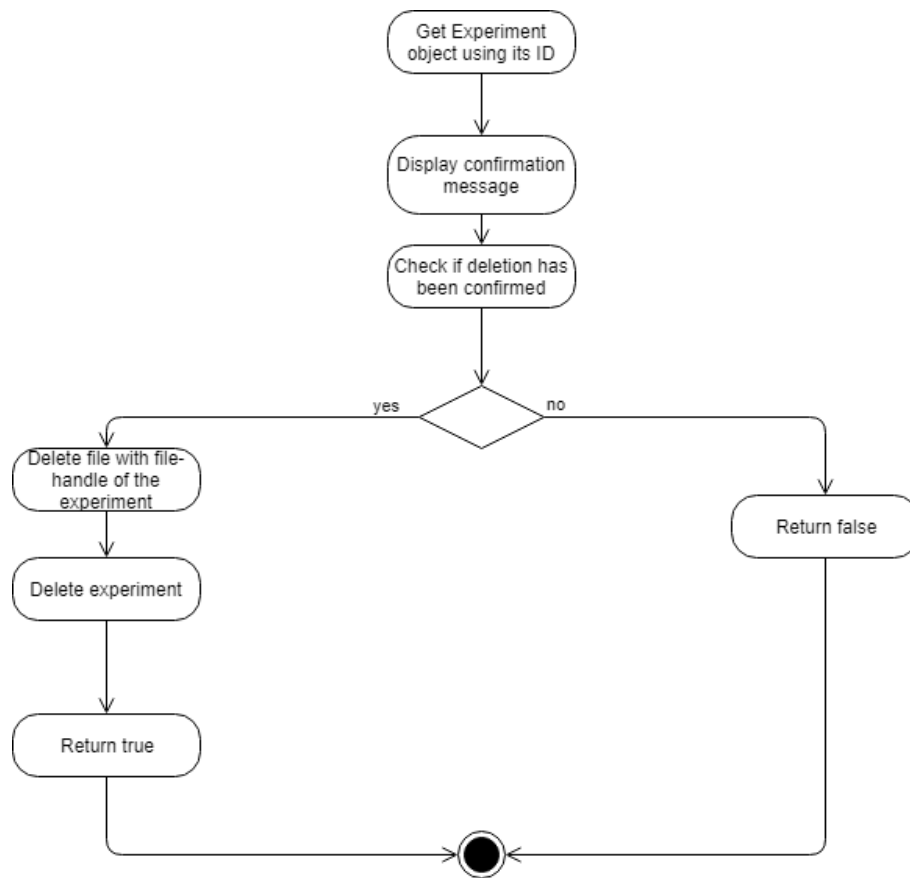 Get Experiment
object using its ID
Display confirmation
message
Check if deletion has
been confirmed
yes
no
Delete file with file-
handle of the
experiment
Return false
Delete experiment
Return true